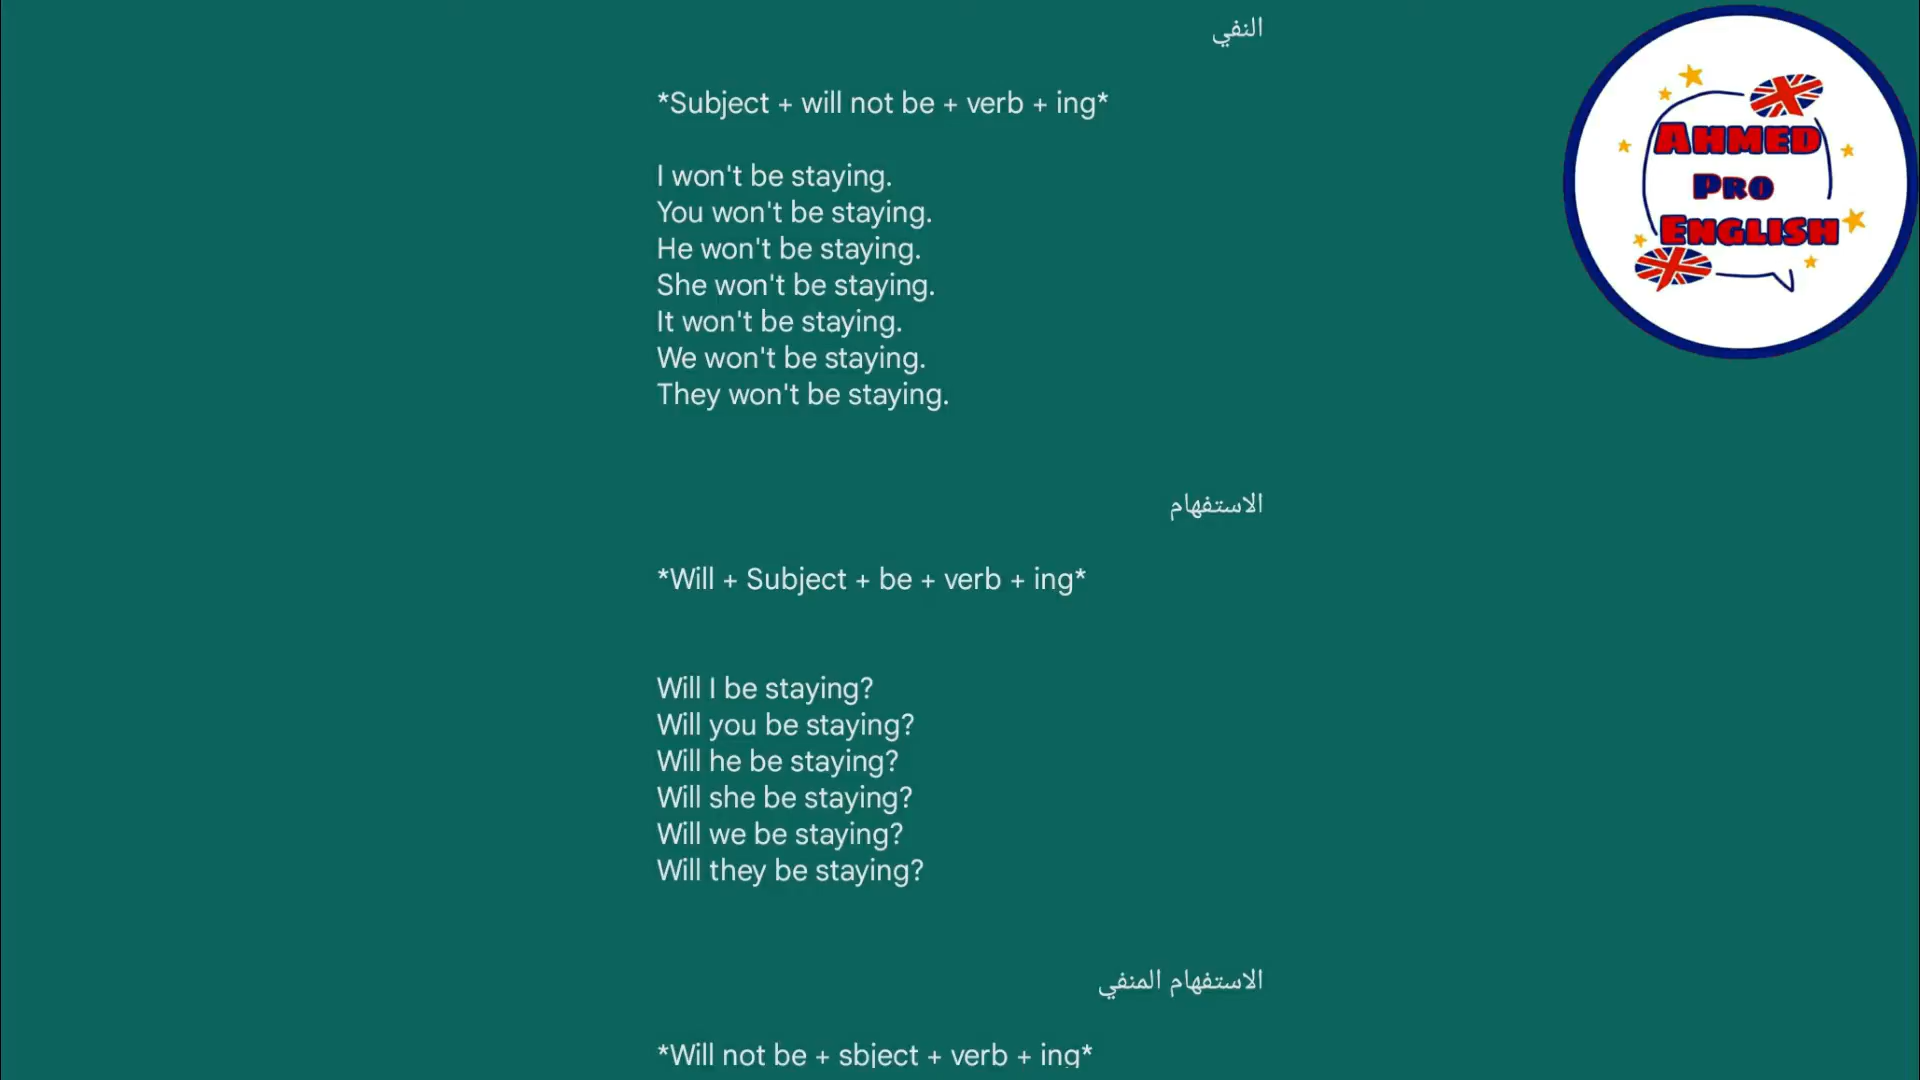 النفي
*Subject + will not be + verb + ing*
I won't be staying.
You won't be staying.
He won't be staying.
She won't be staying.
It won't be staying.
We won't be staying.
They won't be staying.
الاستفهام
*Will + Subject + be + verb + ing*
Will I be staying?
Will you be staying?
Will he be staying?
Will she be staying?
Will we be staying?
Will they be staying?
الاستفهام المنفي
*Will not be + sbject + verb + ing*
AHMED
PRO
ENGLISH